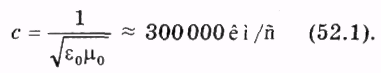 c = 1/√ε₀μ₀ ≈ 300 000 êì /ñ (52.1).